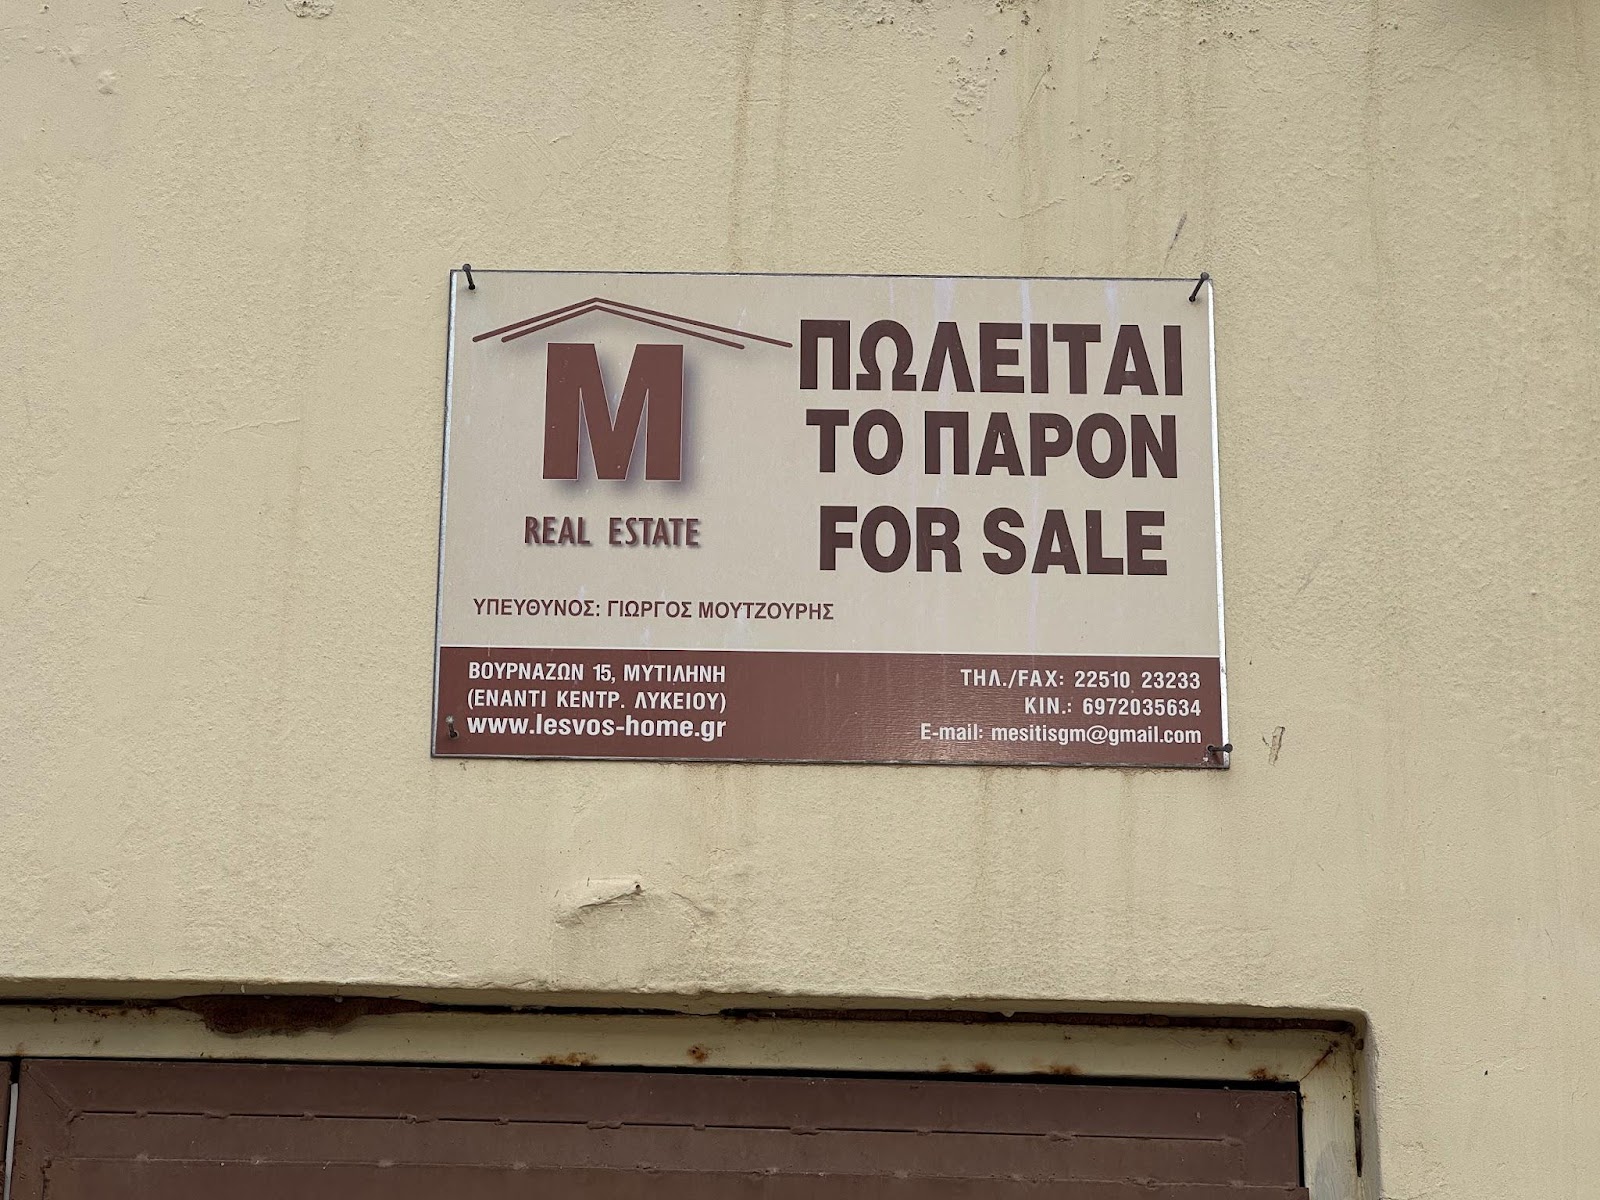 M
REAL ESTATE
ΠΩΛΕΙΤΑΙ
ΤΟ ΠΑΡΟΝ
FOR SALE
ΥΠΕΥΘΥΝΟΣ: ΓΙΩΡΓΟΣ ΜΟΥΤΖΟΥΡΗΣ
ΒΟΥΡΝΑΖΩΝ 15, ΜΥΤΙΛΗΝΗ
(ΕΝΑΝΤΙ ΚΕΝΤΡ. ΛΥΚΕΙΟΥ)
www.lesvos-home.gr
ΤΗΛ./FAX: 22510 23233
ΚΙΝ.: 6972035634
E-mail: mesitisgm@gmail.com